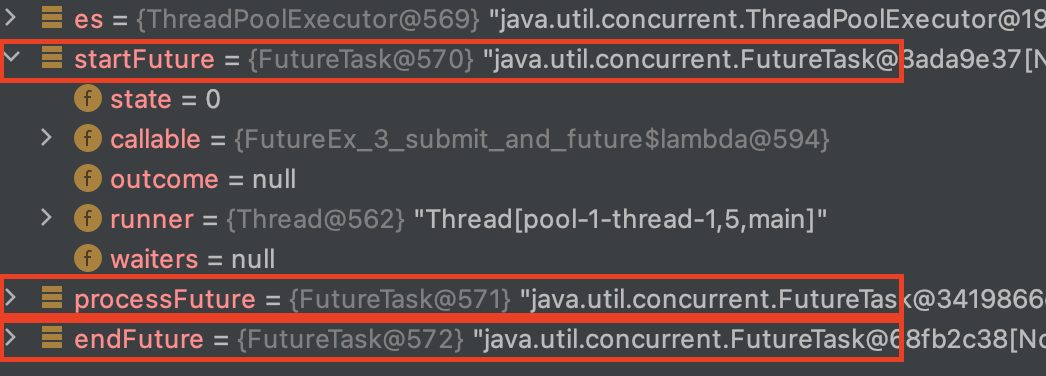 es = {ThreadPoolExecutor@569} "java.util.concurrent.ThreadPoolExecutor@19
startFuture = {FutureTask@570} "java.util.concurrent.FutureTask@3ada9e37[No
f state = 0
f callable = {FutureEx_3_submit_and_future$lambda@594}
f outcome = null
f runner = {Thread@562} "Thread[pool-1-thread-1,5,main]"
f waiters = null
processFuture = {FutureTask@571} "java.util.concurrent.FutureTask@3419866
endFuture = {FutureTask@572} "java.util.concurrent.FutureTask@68fb2c38[No